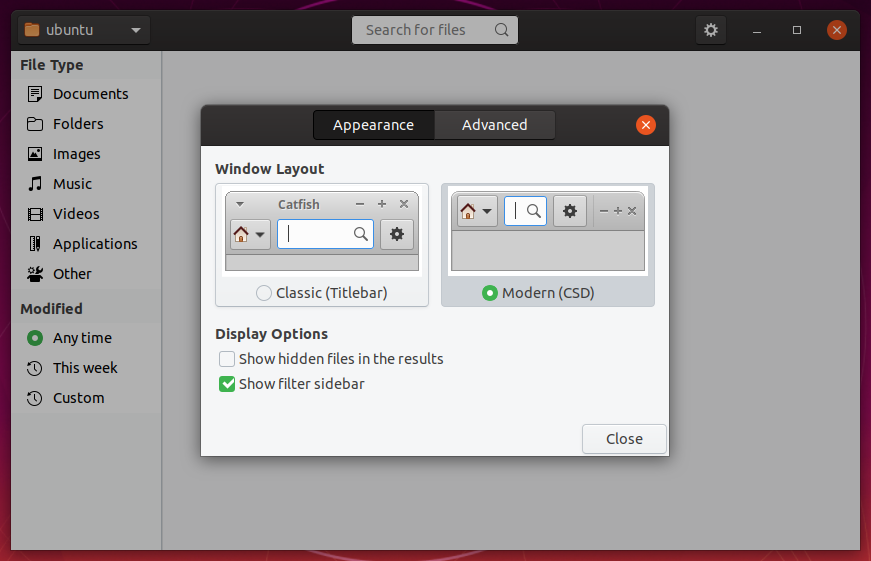 ubuntu
Search for files
File Type
Documents
Folders
Images
Music
Videos
Applications
Other
Modified
Any time
This week
Custom
Appearance
Advanced
Window Layout
Catfish
Classic (Titlebar)
Modern (CSD)
Display Options
Show hidden files in the results
Show filter sidebar
Close